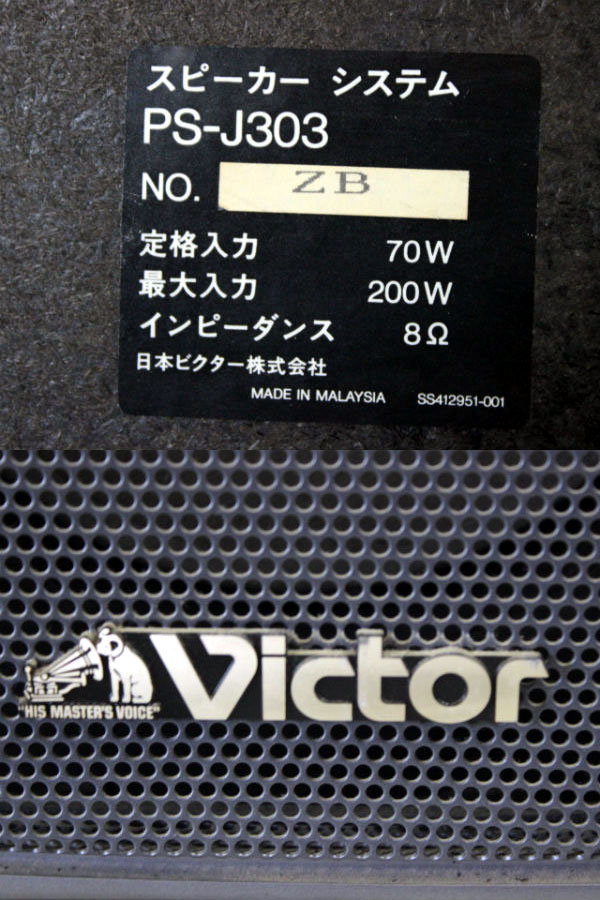 スピーカー システム
PS-J303
NO. ZB
定格入力 70W
最大入力 200W
インピーダンス 8Ω
日本ビクター株式会社
MADE IN MALAYSIA SS412951-001
Victor
"HIS MASTER'S VOICE"